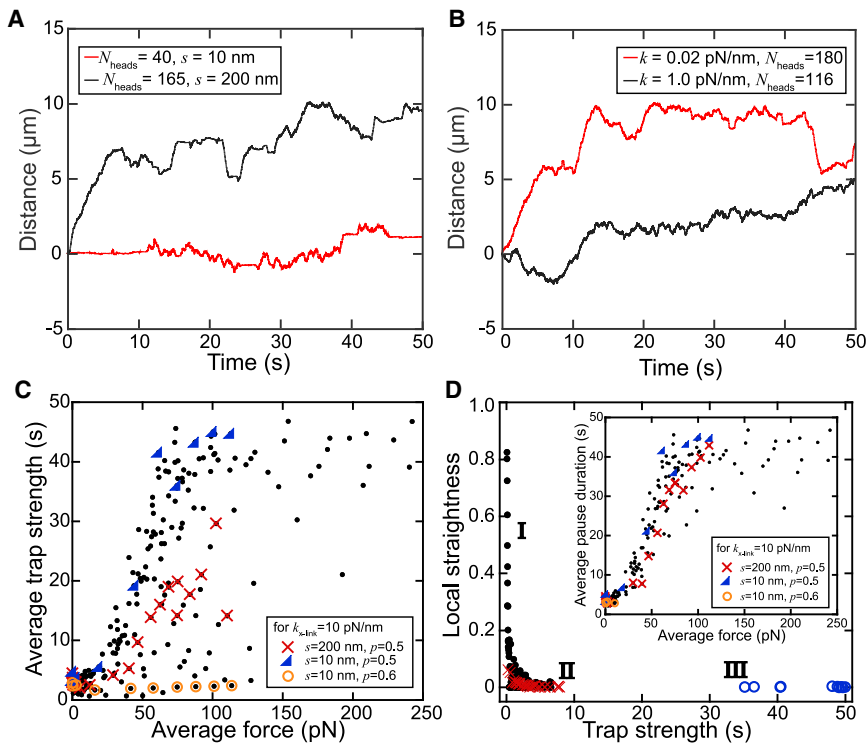 A
N_heads = 40, s = 10 nm
N_heads = 165, s = 200 nm
15
10
5
0
-5
Distance (μm)
0 10 20 30 40 50
Time (s)
B
k = 0.02 pN/nm, N_heads=180
k = 1.0 pN/nm, N_heads=116
15
10
5
0
-5
Distance (μm)
0 10 20 30 40 50
Time (s)
C
50
40
30
20
10
0
Average trap strength (s)
for k_x-link=10 pN/nm
s=200 nm, p=0.5
s=10 nm, p=0.5
s=10 nm, p=0.6
0 50 100 150 200 250
Average force (pN)
D
1.0
0.8
0.6
0.4
0.2
0
Local straightness
I
II
III
50
40
30
20
10
0
Average pause duration (s)
for k_x-link=10 pN/nm
s=200 nm, p=0.5
s=10 nm, p=0.5
s=10 nm, p=0.6
0 50 100 150 200 250
Average force (pN)
0 10 20 30 40 50
Trap strength (s)